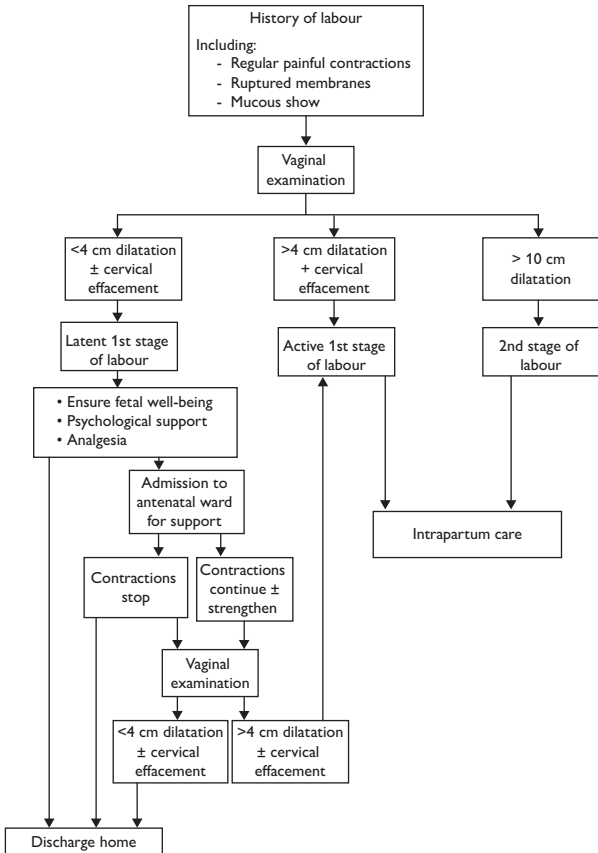 History of labour
Including:
- Regular painful contractions
- Ruptured membranes
- Mucous show
Vaginal
examination
<4 cm dilatation
± cervical
effacement
>4 cm dilatation
+ cervical
effacement
> 10 cm
dilatation
Latent 1st stage
of labour
Active 1st stage
of labour
2nd stage of
labour
• Ensure fetal well-being
• Psychological support
• Analgesia
Admission to
antenatal ward
for support
Intrapartum care
Contractions
stop
Contractions
continue ±
strengthen
Vaginal
examination
<4 cm dilatation
± cervical
effacement
>4 cm dilatation
± cervical
effacement
Discharge home